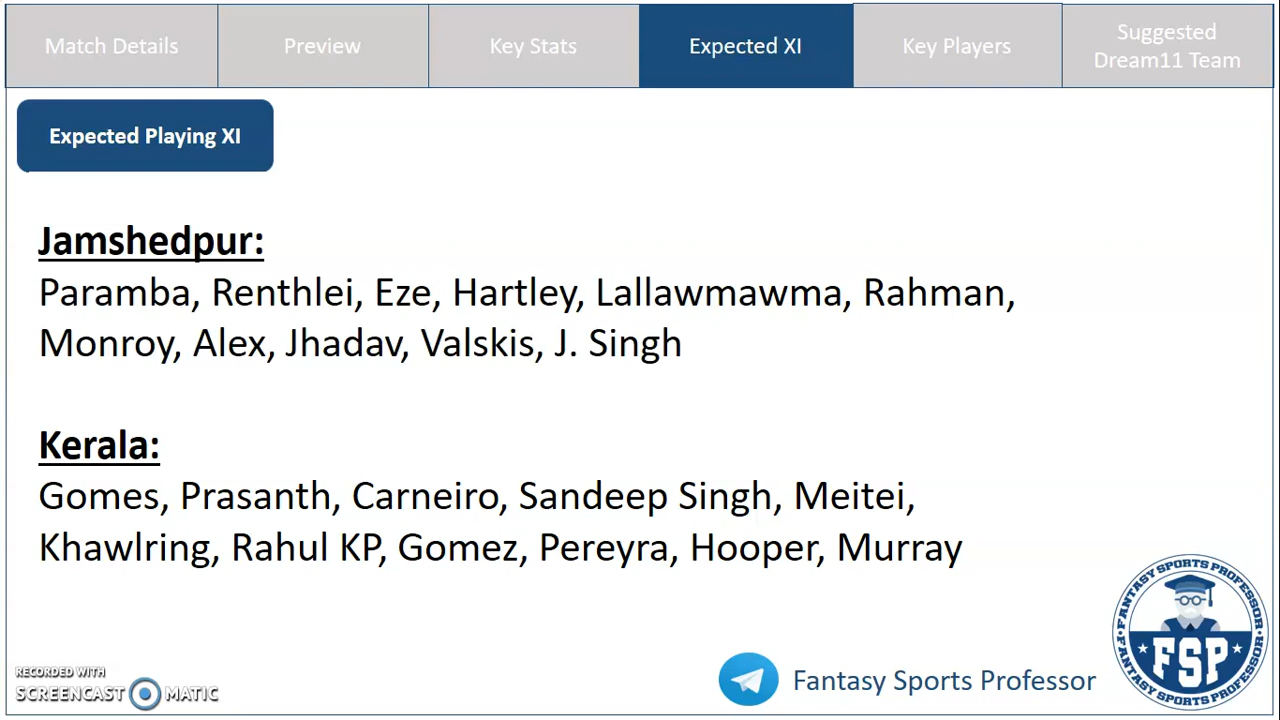 Match Details
Preview
Key Stats
Expected XI
Key Players
Suggested
Dream11 Team
Expected Playing XI
Jamshedpur:
Paramba, Renthlei, Eze, Hartley, Lallawmawma, Rahman,
Monroy, Alex, Jhadav, Valskis, J. Singh
Kerala:
Gomes, Prasanth, Carneiro, Sandeep Singh, Meitei,
Khawlring, Rahul KP, Gomez, Pereyra, Hooper, Murray
RECORDED WITH
SCREENCAST MATIC
Fantasy Sports Professor
FANTASY SPORTS PROFESSOR
FANTASY SPORTS PROFESSOR
FSP